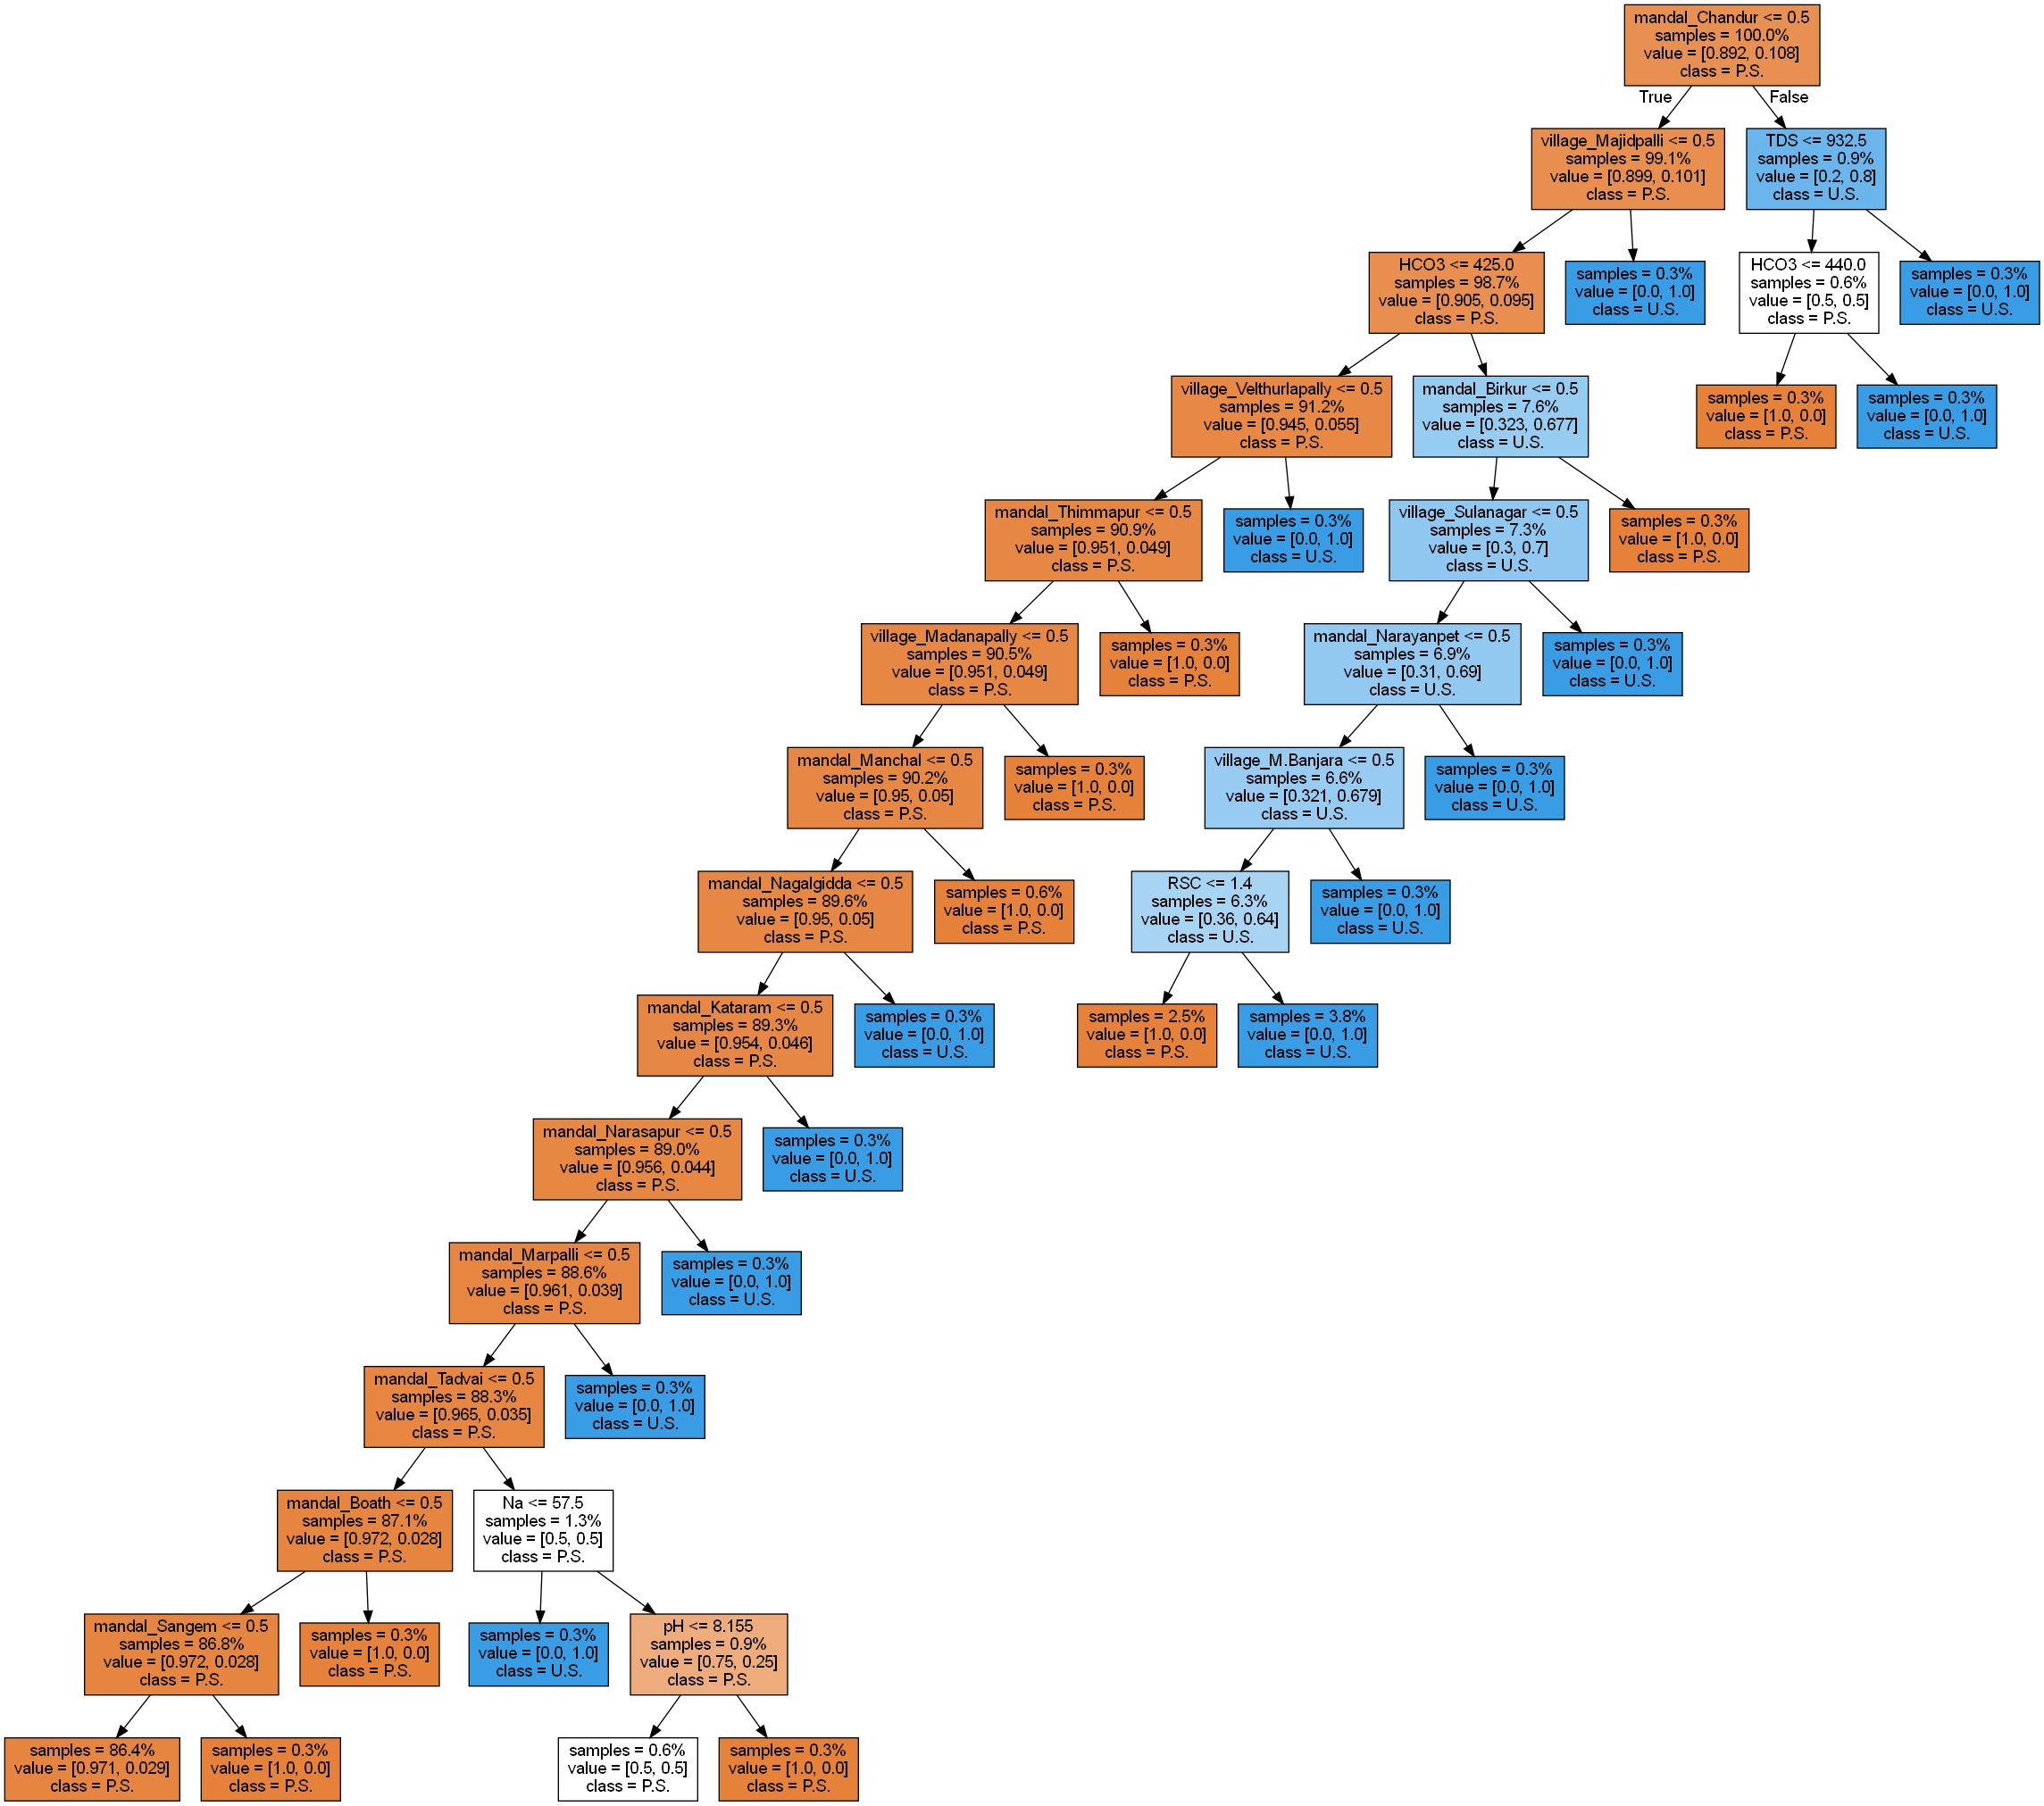 mandal_Chandur <= 0.5
samples = 100.0%
value = [0.892, 0.108]
class = P.S.
True
False
village_Majidpalli <= 0.5
samples = 99.1%
value = [0.899, 0.101]
class = P.S.
TDS <= 932.5
samples = 0.9%
value = [0.2, 0.8]
class = U.S.
HCO3 <= 425.0
samples = 98.7%
value = [0.905, 0.095]
class = P.S.
samples = 0.3%
value = [0.0, 1.0]
class = U.S.
HCO3 <= 440.0
samples = 0.6%
value = [0.5, 0.5]
class = P.S.
samples = 0.3%
value = [0.0, 1.0]
class = U.S.
village_Velthurlapally <= 0.5
samples = 91.2%
value = [0.945, 0.055]
class = P.S.
mandal_Birkur <= 0.5
samples = 7.6%
value = [0.323, 0.677]
class = U.S.
samples = 0.3%
value = [1.0, 0.0]
class = P.S.
samples = 0.3%
value = [0.0, 1.0]
class = U.S.
mandal_Thimmapur <= 0.5
samples = 90.9%
value = [0.951, 0.049]
class = P.S.
samples = 0.3%
value = [0.0, 1.0]
class = U.S.
village_Sulanagar <= 0.5
samples = 7.3%
value = [0.3, 0.7]
class = U.S.
samples = 0.3%
value = [1.0, 0.0]
class = P.S.
village_Madanapally <= 0.5
samples = 90.5%
value = [0.951, 0.049]
class = P.S.
samples = 0.3%
value = [1.0, 0.0]
class = P.S.
mandal_Narayanpet <= 0.5
samples = 6.9%
value = [0.31, 0.69]
class = U.S.
samples = 0.3%
value = [0.0, 1.0]
class = U.S.
mandal_Manchal <= 0.5
samples = 90.2%
value = [0.95, 0.05]
class = P.S.
samples = 0.3%
value = [1.0, 0.0]
class = P.S.
village_M.Banjara <= 0.5
samples = 6.6%
value = [0.321, 0.679]
class = U.S.
samples = 0.3%
value = [0.0, 1.0]
class = U.S.
mandal_Nagalgidda <= 0.5
samples = 89.6%
value = [0.95, 0.05]
class = P.S.
samples = 0.6%
value = [1.0, 0.0]
class = P.S.
RSC <= 1.4
samples = 6.3%
value = [0.36, 0.64]
class = U.S.
samples = 0.3%
value = [0.0, 1.0]
class = U.S.
mandal_Kataram <= 0.5
samples = 89.3%
value = [0.954, 0.046]
class = P.S.
samples = 0.3%
value = [0.0, 1.0]
class = U.S.
samples = 2.5%
value = [1.0, 0.0]
class = P.S.
samples = 3.8%
value = [0.0, 1.0]
class = U.S.
mandal_Narasapur <= 0.5
samples = 89.0%
value = [0.956, 0.044]
class = P.S.
samples = 0.3%
value = [0.0, 1.0]
class = U.S.
mandal_Marpalli <= 0.5
samples = 88.6%
value = [0.961, 0.039]
class = P.S.
samples = 0.3%
value = [0.0, 1.0]
class = U.S.
mandal_Tadvai <= 0.5
samples = 88.3%
value = [0.965, 0.035]
class = P.S.
samples = 0.3%
value = [0.0, 1.0]
class = U.S.
mandal_Boath <= 0.5
samples = 87.1%
value = [0.972, 0.028]
class = P.S.
Na <= 57.5
samples = 1.3%
value = [0.5, 0.5]
class = P.S.
mandal_Sangem <= 0.5
samples = 86.8%
value = [0.972, 0.028]
class = P.S.
samples = 0.3%
value = [1.0, 0.0]
class = P.S.
samples = 0.3%
value = [0.0, 1.0]
class = U.S.
pH <= 8.155
samples = 0.9%
value = [0.75, 0.25]
class = P.S.
samples = 86.4%
value = [0.971, 0.029]
class = P.S.
samples = 0.3%
value = [1.0, 0.0]
class = P.S.
samples = 0.6%
value = [0.5, 0.5]
class = P.S.
samples = 0.3%
value = [1.0, 0.0]
class = P.S.